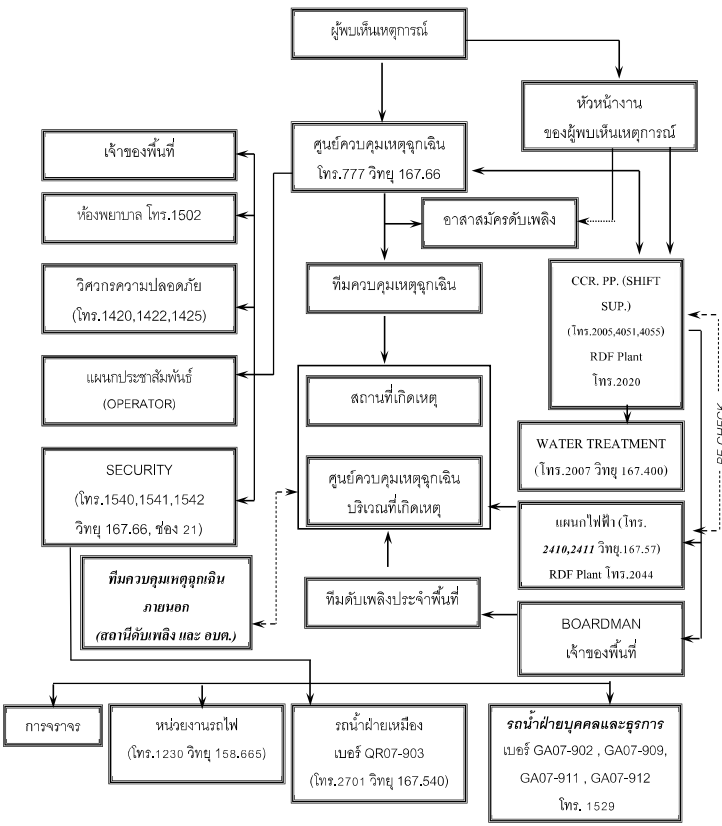 ผู้พบเห็นเหตุการณ์
หัวหน้างาน
ของผู้พบเห็นเหตุการณ์
ศูนย์ควบคุมเหตุฉุกเฉิน
โทร.777 วิทยุ 167.66
เจ้าของพื้นที่
ห้องพยาบาล โทร.1502
อาสาสมัครดับเพลิง
วิศวกรความปลอดภัย
(โทร.1420,1422,1425)
ทีมควบคุมเหตุฉุกเฉิน
CCR. PP. (SHIFT
SUP.)
(โทร.2005,4051,4055)
RDF Plant
โทร.2020
แผนกประชาสัมพันธ์
(OPERATOR)
สถานที่เกิดเหตุ
RE-CHECK
WATER TREATMENT
(โทร.2007 วิทยุ 167.400)
SECURITY
(โทร.1540,1541,1542
วิทยุ 167.66, ช่อง 21)
ศูนย์ควบคุมเหตุฉุกเฉิน
บริเวณที่เกิดเหตุ
แผนกไฟฟ้า (โทร.
2410,2411 วิทยุ.167.57)
RDF Plant โทร.2044
ทีมควบคุมเหตุฉุกเฉิน
ภายนอก
(สถานีดับเพลิง และ อบต.)
ทีมดับเพลิงประจำพื้นที่
BOARDMAN
เจ้าของพื้นที่
การจราจร
หน่วยงานรถไฟ
(โทร.1230 วิทยุ 158.665)
รถน้ำฝ่ายเหมือง
เบอร์ QR07-903
(โทร.2701 วิทยุ 167.540)
รถน้ำฝ่ายบุคคลและธุรการ
เบอร์ GA07-902 , GA07-909,
GA07-911 , GA07-912
โทร. 1529